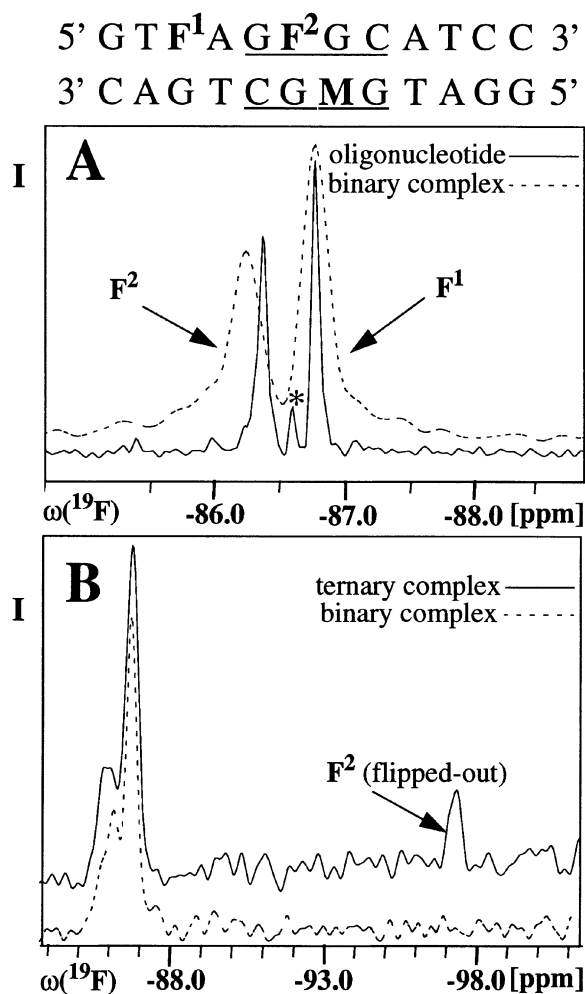 5' G T F¹ A G F² G C A T C C 3'
3' C A G T C G M G T A G G 5'
I
A
oligonucleotide
binary complex
F²
F¹
*
ω(¹⁹F) -86.0 -87.0 -88.0 [ppm]
I
B
ternary complex
binary complex
F² (flipped-out)
ω(¹⁹F) -88.0 -93.0 -98.0 [ppm]